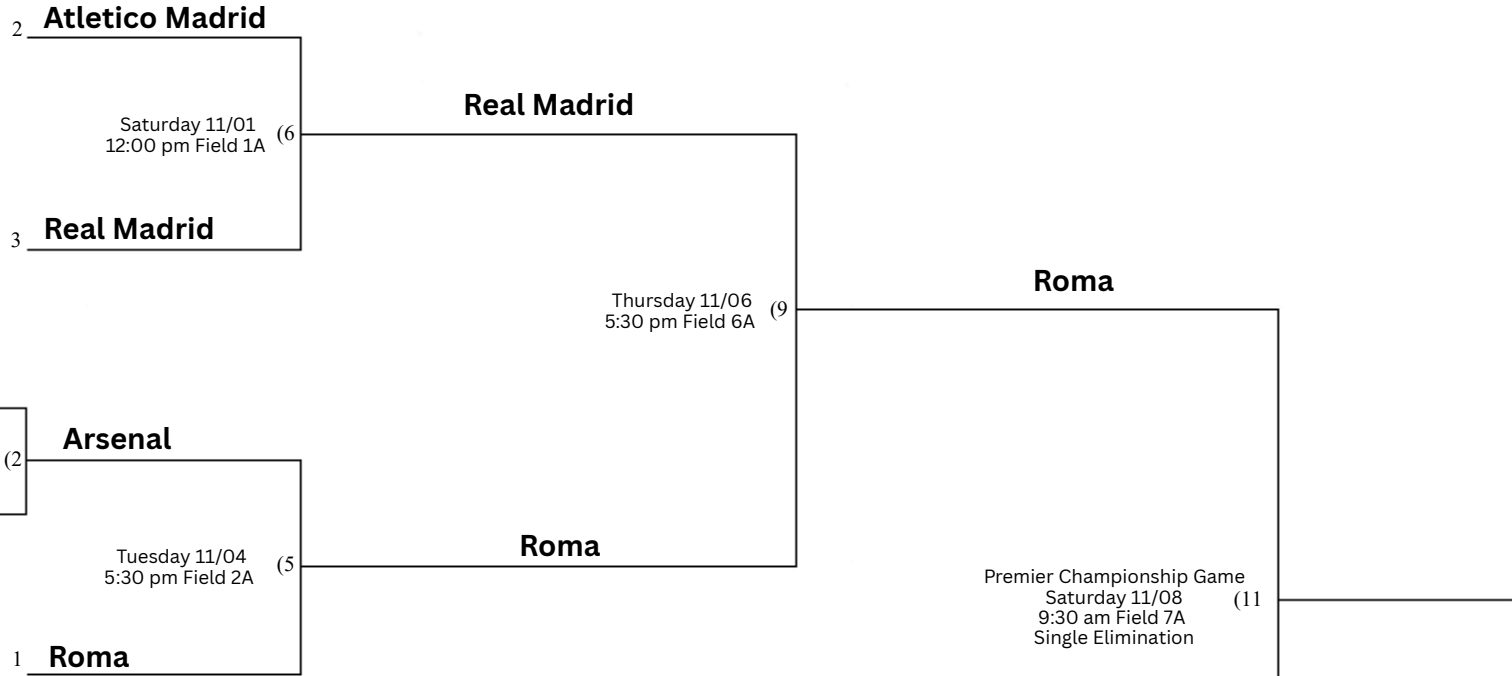 2 Atletico Madrid
Saturday 11/01
12:00 pm Field 1A
(6
Real Madrid
3 Real Madrid
Thursday 11/06
5:30 pm Field 6A
(9
Roma
(2
Arsenal
Tuesday 11/04
5:30 pm Field 2A
(5
Roma
1 Roma
Premier Championship Game
Saturday 11/08
9:30 am Field 7A
Single Elimination
(11